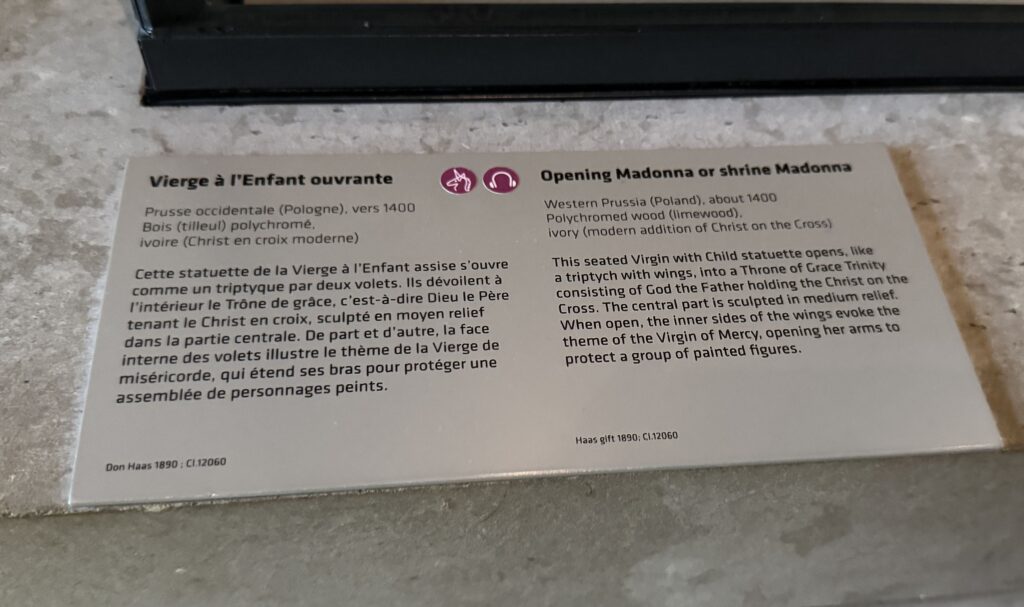 Vierge à l'Enfant ouvrante
Prusse occidentale (Pologne), vers 1400
Bois (tilleul) polychromé,
ivoire (Christ en croix moderne)
Cette statuette de la Vierge à l'Enfant assise s'ouvre
comme un triptyque par deux volets. Ils dévoilent à
l'intérieur le Trône de grâce, c'est-à-dire Dieu le Père
tenant le Christ en croix, sculpté en moyen relief
dans la partie centrale. De part et d'autre, la face
interne des volets illustre le thème de la Vierge de
miséricorde, qui étend ses bras pour protéger une
assemblée de personnages peints.
Don Haas 1890 ; Cl.12060
Opening Madonna or shrine Madonna
Western Prussia (Poland), about 1400
Polychromed wood (limewood),
ivory (modern addition of Christ on the Cross)
This seated Virgin with Child statuette opens, like
a triptych with wings, into a Throne of Grace Trinity
consisting of God the Father holding the Christ on the
Cross. The central part is sculpted in medium relief.
When open, the inner sides of the wings evoke the
theme of the Virgin of Mercy, opening her arms to
protect a group of painted figures.
Haas gift 1890; Cl.12060